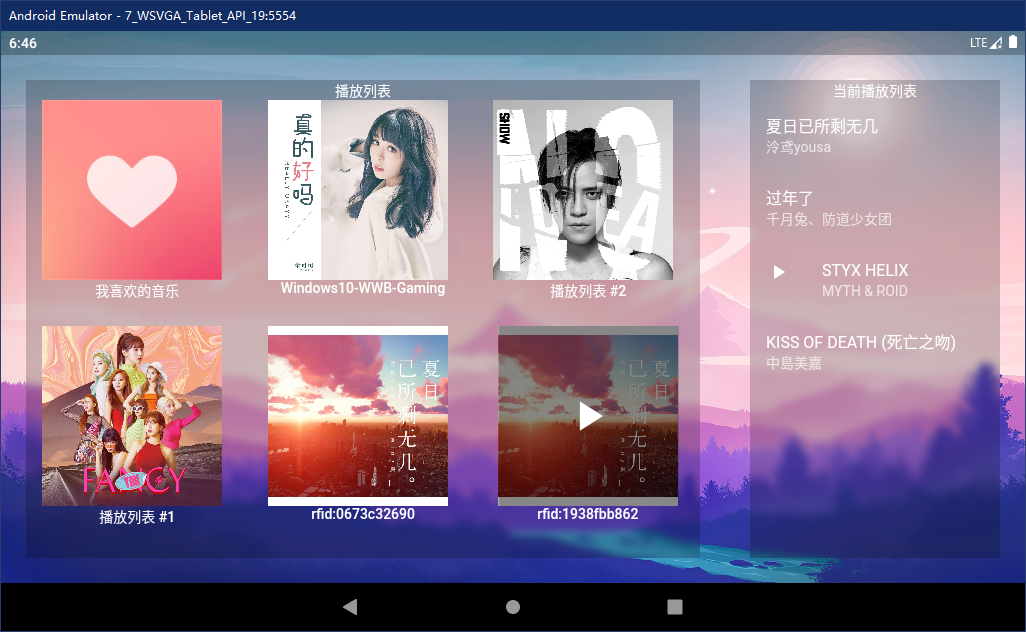 Android Emulator - 7_WSVGA_Tablet_API_19:5554
6:46
LTE
播放列表
真的好吗
我喜欢的音乐
Windows10-WWB-Gaming
SHOW
NO IDEA
播放列表 #2
FANCY
播放列表 #1
夏日
已所剩无几。
rfid:0673c32690
夏日
已所剩无几。
rfid:1938fbb862
当前播放列表
夏日已所剩无几
泠鸢yousa
过年了
千月兔、防道少女团
STYX HELIX
MYTH & ROID
KISS OF DEATH (死亡之吻)
中島美嘉